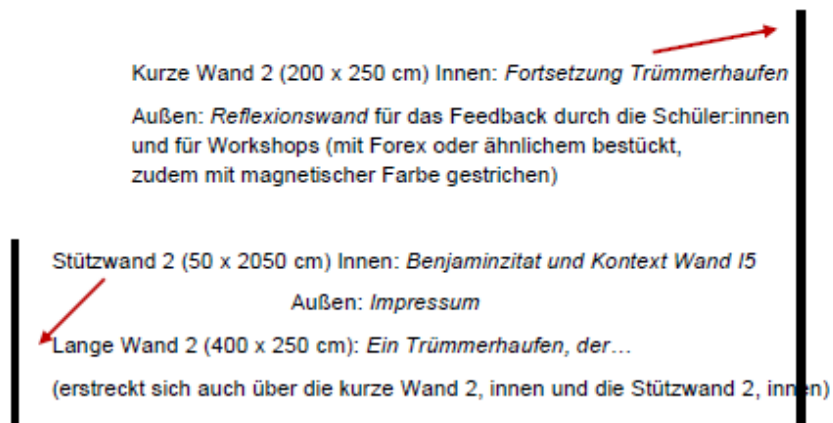 Kurze Wand 2 (200 x 250 cm) Innen: Fortsetzung Trümmerhaufen
Außen: Reflexionswand für das Feedback durch die Schüler:innen
und für Workshops (mit Forex oder ähnlichem bestückt,
zudem mit magnetischer Farbe gestrichen)
Stützwand 2 (50 x 2050 cm) Innen: Benjaminzitat und Kontext Wand I5
Außen: Impressum
Lange Wand 2 (400 x 250 cm): Ein Trümmerhaufen, der…
(erstreckt sich auch über die kurze Wand 2, innen und die Stützwand 2, innen)